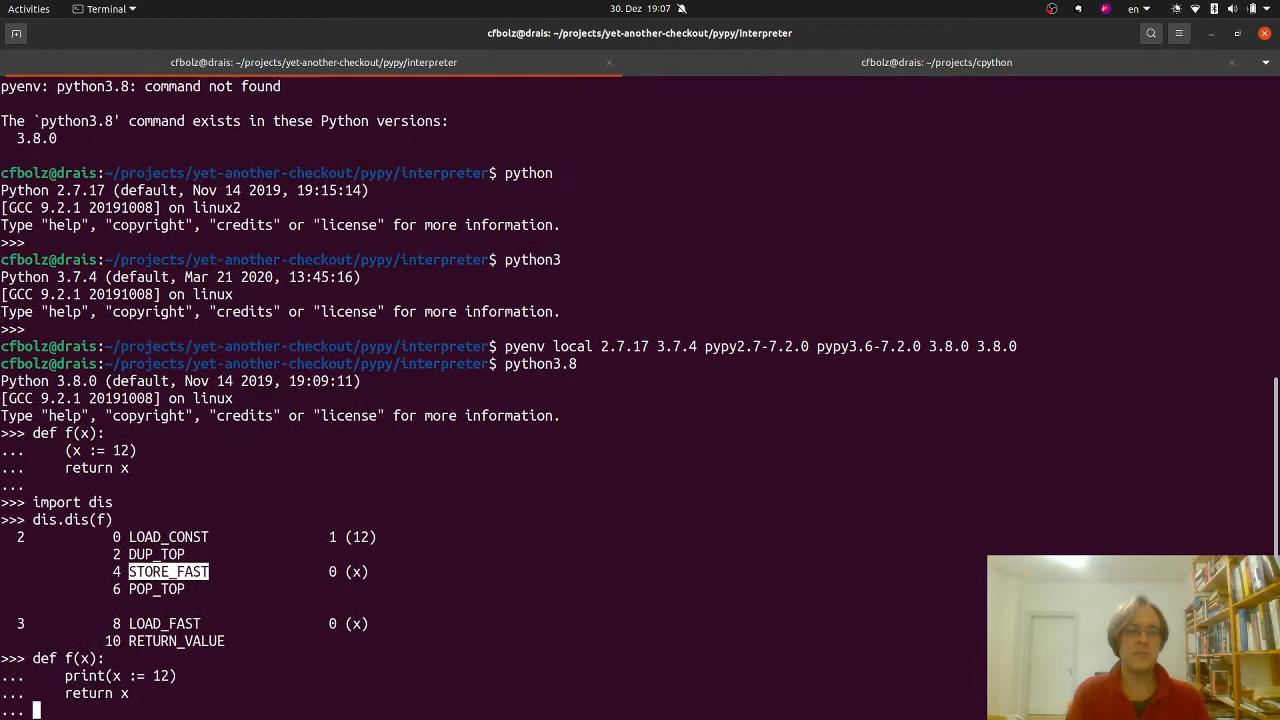 Activities Terminal 30. Dez 19:07 en
cfbolz@drais: ~/projects/yet-another-checkout/pypy/interpreter
cfbolz@drais: ~/projects/yet-another-checkout/pypy/interpreter × cfbolz@drais: ~/projects/cpython ×
pyenv: python3.8: command not found
The `python3.8' command exists in these Python versions:
3.8.0
cfbolz@drais:~/projects/yet-another-checkout/pypy/interpreter$ python
Python 2.7.17 (default, Nov 14 2019, 19:15:14)
[GCC 9.2.1 20191008] on linux2
Type "help", "copyright", "credits" or "license" for more information.
>>>
cfbolz@drais:~/projects/yet-another-checkout/pypy/interpreter$ python3
Python 3.7.4 (default, Mar 21 2020, 13:45:16)
[GCC 9.2.1 20191008] on linux
Type "help", "copyright", "credits" or "license" for more information.
>>>
cfbolz@drais:~/projects/yet-another-checkout/pypy/interpreter$ pyenv local 2.7.17 3.7.4 pypy2.7-7.2.0 pypy3.6-7.2.0 3.8.0 3.8.0
cfbolz@drais:~/projects/yet-another-checkout/pypy/interpreter$ python3.8
Python 3.8.0 (default, Nov 14 2019, 19:09:11)
[GCC 9.2.1 20191008] on linux
Type "help", "copyright", "credits" or "license" for more information.
>>> def f(x):
...     (x := 12)
...     return x
...
>>> import dis
>>> dis.dis(f)
2           0 LOAD_CONST               1 (12)
2 DUP_TOP
4 STORE_FAST               0 (x)
6 POP_TOP
3           8 LOAD_FAST                0 (x)
10 RETURN_VALUE
>>> def f(x):
...     print(x := 12)
...     return x
...